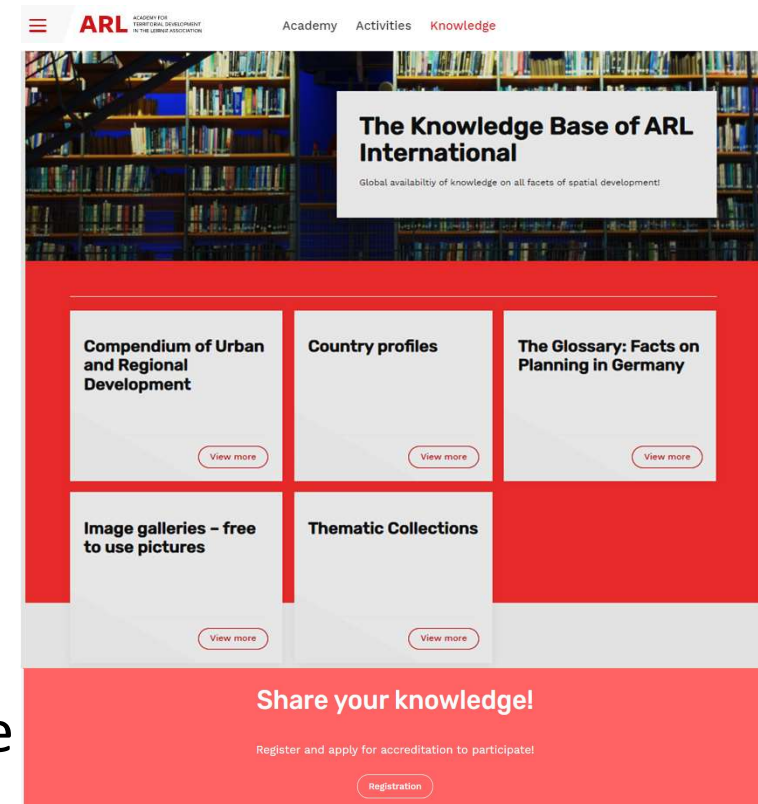 ARL
ACADEMY FOR
TERRITORIAL DEVELOPMENT
IN THE LEIBNIZ ASSOCIATION
Academy Activities Knowledge
The Knowledge Base of ARL
International
Global availabiltiy of knowledge on all facets of spatial development!
Compendium of Urban
and Regional
Development
View more
Country profiles
View more
The Glossary: Facts on
Planning in Germany
View more
Image galleries – free
to use pictures
View more
Thematic Collections
View more
e
Share your knowledge!
Register and apply for accreditation to participate!
Registration